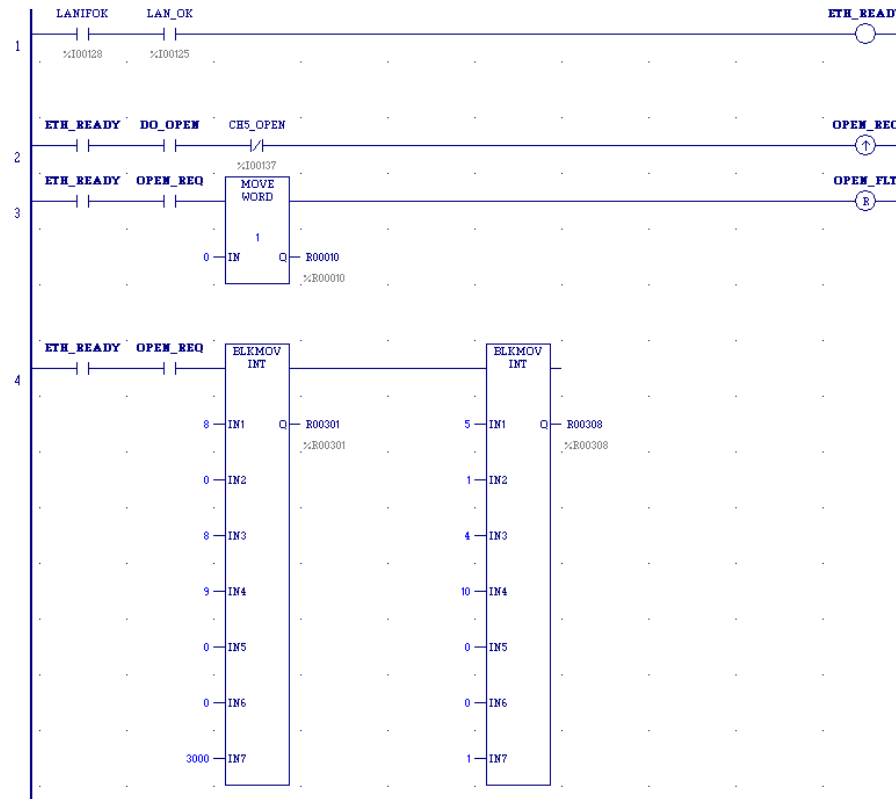 LANIFOK LAN_OK ETH_READY
1
%I00128 %I00125
ETH_READY DO_OPEN CH5_OPEN OPEN_REQ
2 ↑
%I00137
ETH_READY OPEN_REQ MOVE WORD OPEN_FLT
3 R
1
0 IN Q R00010
%R00010
ETH_READY OPEN_REQ BLKMOV INT BLKMOV INT
4
8 IN1 Q R00301 5 IN1 Q R00308
%R00301 %R00308
0 IN2 1 IN2
8 IN3 4 IN3
9 IN4 10 IN4
0 IN5 0 IN5
0 IN6 0 IN6
3000 IN7 1 IN7